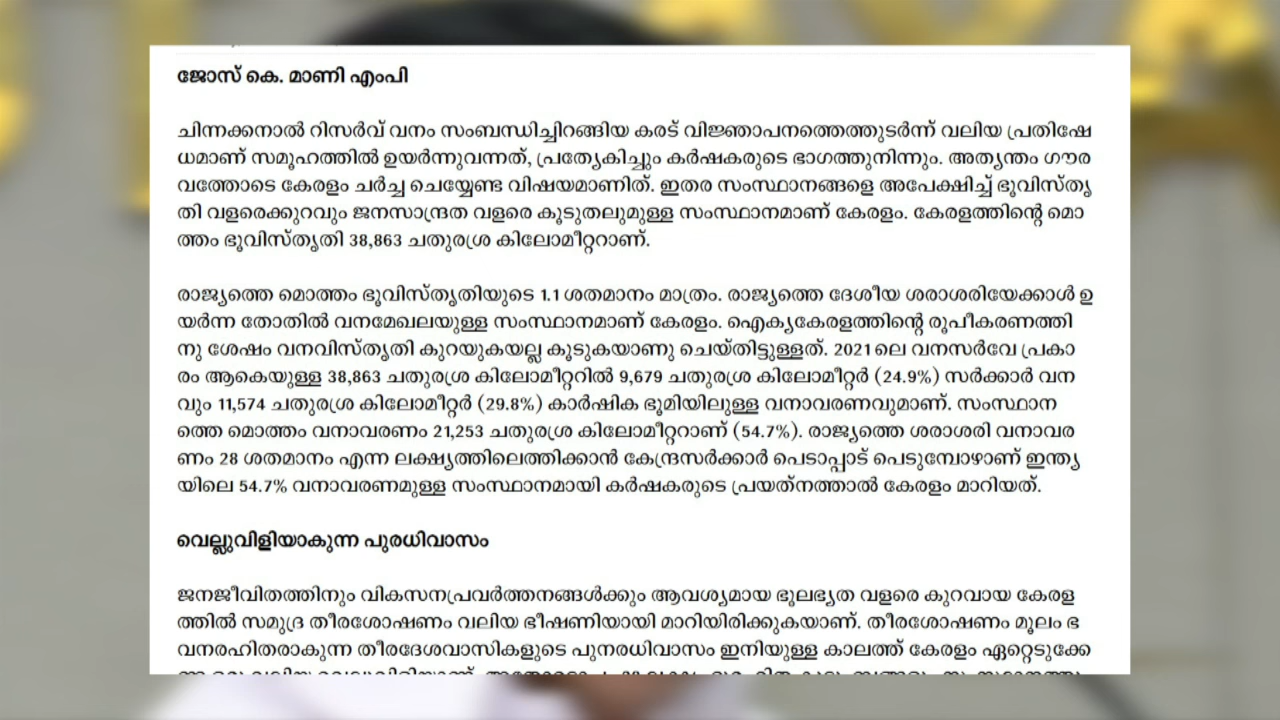 ജോസ് കെ. മാണി എംപി
ചിന്നക്കനാൽ റിസർവ് വനം സംബന്ധിച്ചിറങ്ങിയ കരട് വിജ്ഞാപനത്തെത്തുടർന്ന് വലിയ പ്രതിഷേ
ധമാണ് സമൂഹത്തിൽ ഉയർന്നുവന്നത്, പ്രത്യേകിച്ചും കർഷകരുടെ ഭാഗത്തുനിന്നും. അത്യന്തം ഗൗര
വത്തോടെ കേരളം ചർച്ച ചെയ്യേണ്ട വിഷയമാണിത്. ഇതര സംസ്ഥാനങ്ങളെ അപേക്ഷിച്ച് ഭൂവിസ്തൃ
തി വളരെക്കുറവും ജനസാന്ദ്രത വളരെ കൂടുതലുമുള്ള സംസ്ഥാനമാണ് കേരളം. കേരളത്തിന്റെ മൊ
ത്തം ഭൂവിസ്തൃതി 38,863 ചതുരശ്ര കിലോമീറ്ററാണ്.
രാജ്യത്തെ മൊത്തം ഭൂവിസ്തൃതിയുടെ 1.1 ശതമാനം മാത്രം. രാജ്യത്തെ ദേശീയ ശരാശരിയേക്കാൾ ഉ
യർന്ന തോതിൽ വനമേഖലയുള്ള സംസ്ഥാനമാണ് കേരളം. ഐക്യകേരളത്തിന്റെ രൂപീകരണത്തി
നു ശേഷം വനവിസ്തൃതി കുറയുകയല്ല കൂടുകയാണു ചെയ്തിട്ടുള്ളത്. 2021 ലെ വനസർവേ പ്രകാ
രം ആകെയുള്ള 38,863 ചതുരശ്ര കിലോമീറ്ററിൽ 9,679 ചതുരശ്ര കിലോമീറ്റർ (24.9%) സർക്കാർ വന
വും 11,574 ചതുരശ്ര കിലോമീറ്റർ (29.8%) കാർഷിക ഭൂമിയിലുള്ള വനാവരണവുമാണ്. സംസ്ഥാന
ത്തെ മൊത്തം വനാവരണം 21,253 ചതുരശ്ര കിലോമീറ്ററാണ് (54.7%). രാജ്യത്തെ ശരാശരി വനാവര
ണം 28 ശതമാനം എന്ന ലക്ഷ്യത്തിലെത്തിക്കാൻ കേന്ദ്രസർക്കാർ പെടാപ്പാട് പെടുമ്പോഴാണ് ഇന്ത്യ
യിലെ 54.7% വനാവരണമുള്ള സംസ്ഥാനമായി കർഷകരുടെ പ്രയത്‌നത്താൽ കേരളം മാറിയത്.
വെല്ലുവിളിയാകുന്ന പുരധിവാസം
ജനജീവിതത്തിനും വികസനപ്രവർത്തനങ്ങൾക്കും ആവശ്യമായ ഭൂലഭ്യത വളരെ കുറവായ കേരള
ത്തിൽ സമുദ്ര തീരശോഷണം വലിയ ഭീഷണിയായി മാറിയിരിക്കുകയാണ്. തീരശോഷണം മൂലം ഭ
വനരഹിതരാകുന്ന തീരദേശവാസികളുടെ പുനരധിവാസം ഇനിയുള്ള കാലത്ത് കേരളം ഏറ്റെടുക്കേ